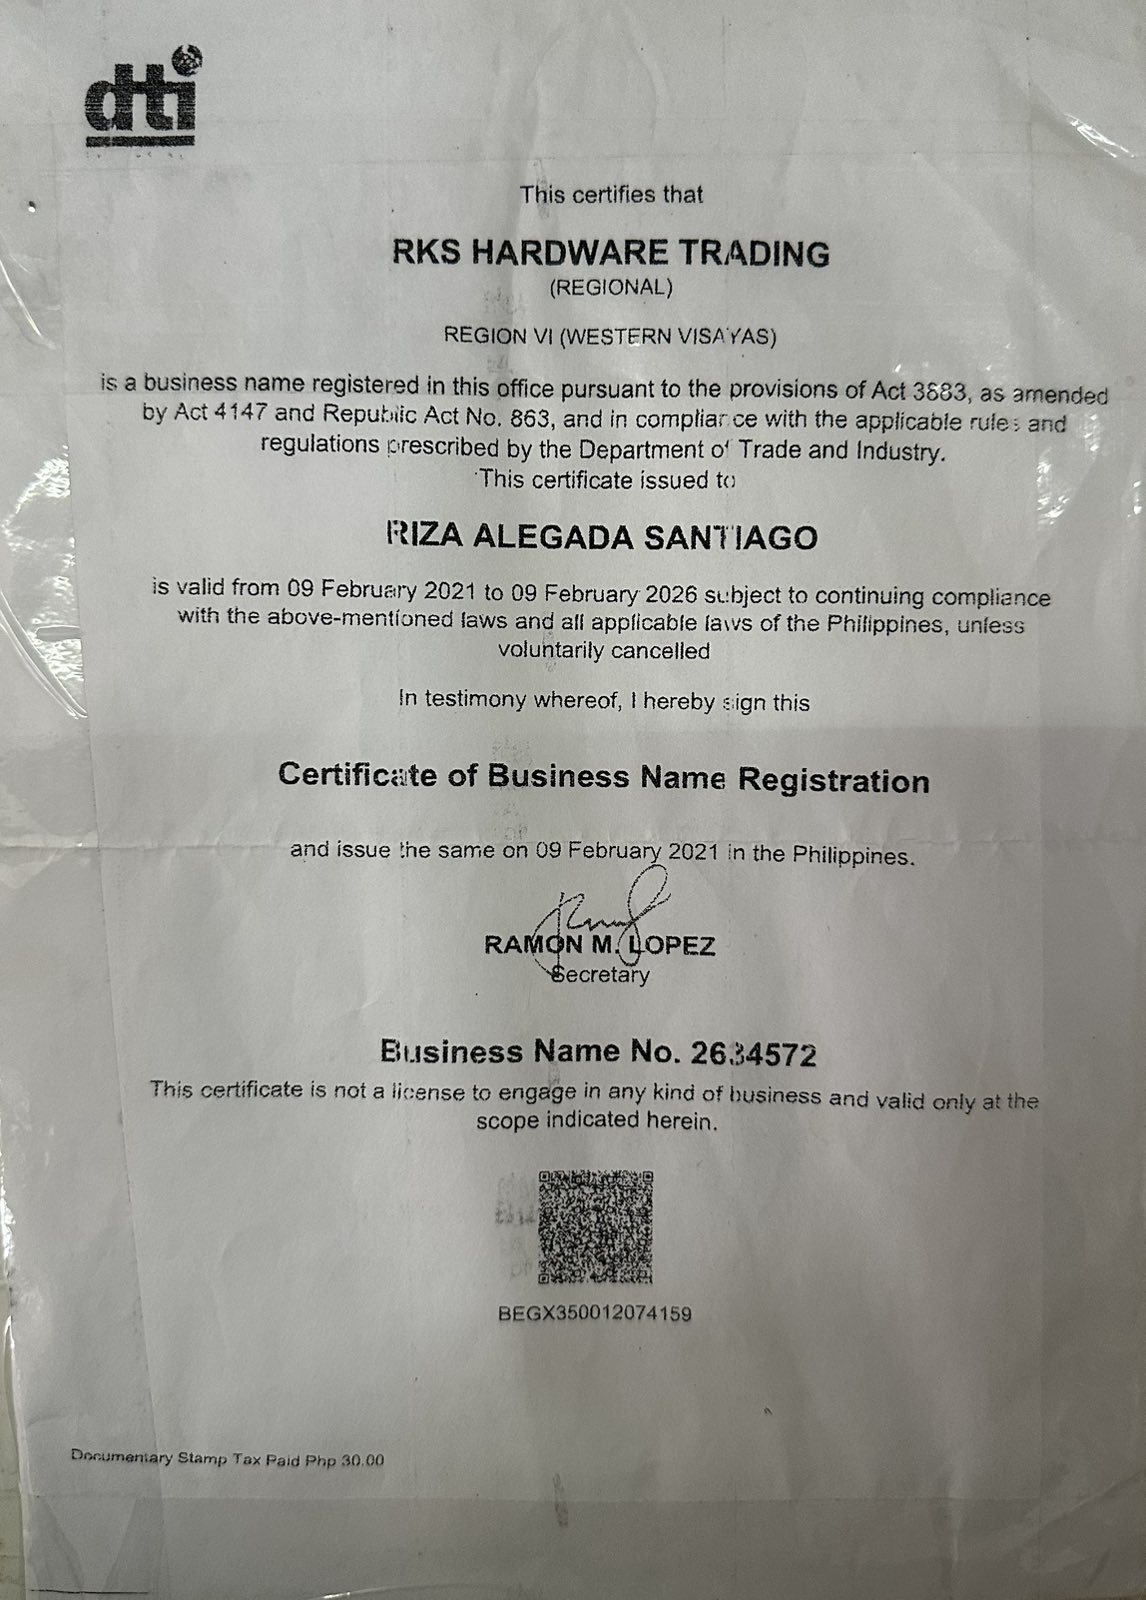 dti
This certifies that
RKS HARDWARE TRADING
(REGIONAL)
REGION VI (WESTERN VISAYAS)
is a business name registered in this office pursuant to the provisions of Act 3883, as amended
by Act 4147 and Republic Act No. 863, and in compliance with the applicable rules and
regulations prescribed by the Department of Trade and Industry.
This certificate issued to
RIZA ALEGADA SANTIAGO
is valid from 09 February 2021 to 09 February 2026 subject to continuing compliance
with the above-mentioned laws and all applicable laws of the Philippines, unless
voluntarily cancelled
In testimony whereof, I hereby sign this
Certificate of Business Name Registration
and issue the same on 09 February 2021 in the Philippines.
RAMON M. LOPEZ
Secretary
Business Name No. 2634572
This certificate is not a license to engage in any kind of business and valid only at the
scope indicated herein.
BEGX350012074159
Documentary Stamp Tax Paid Php 30.00